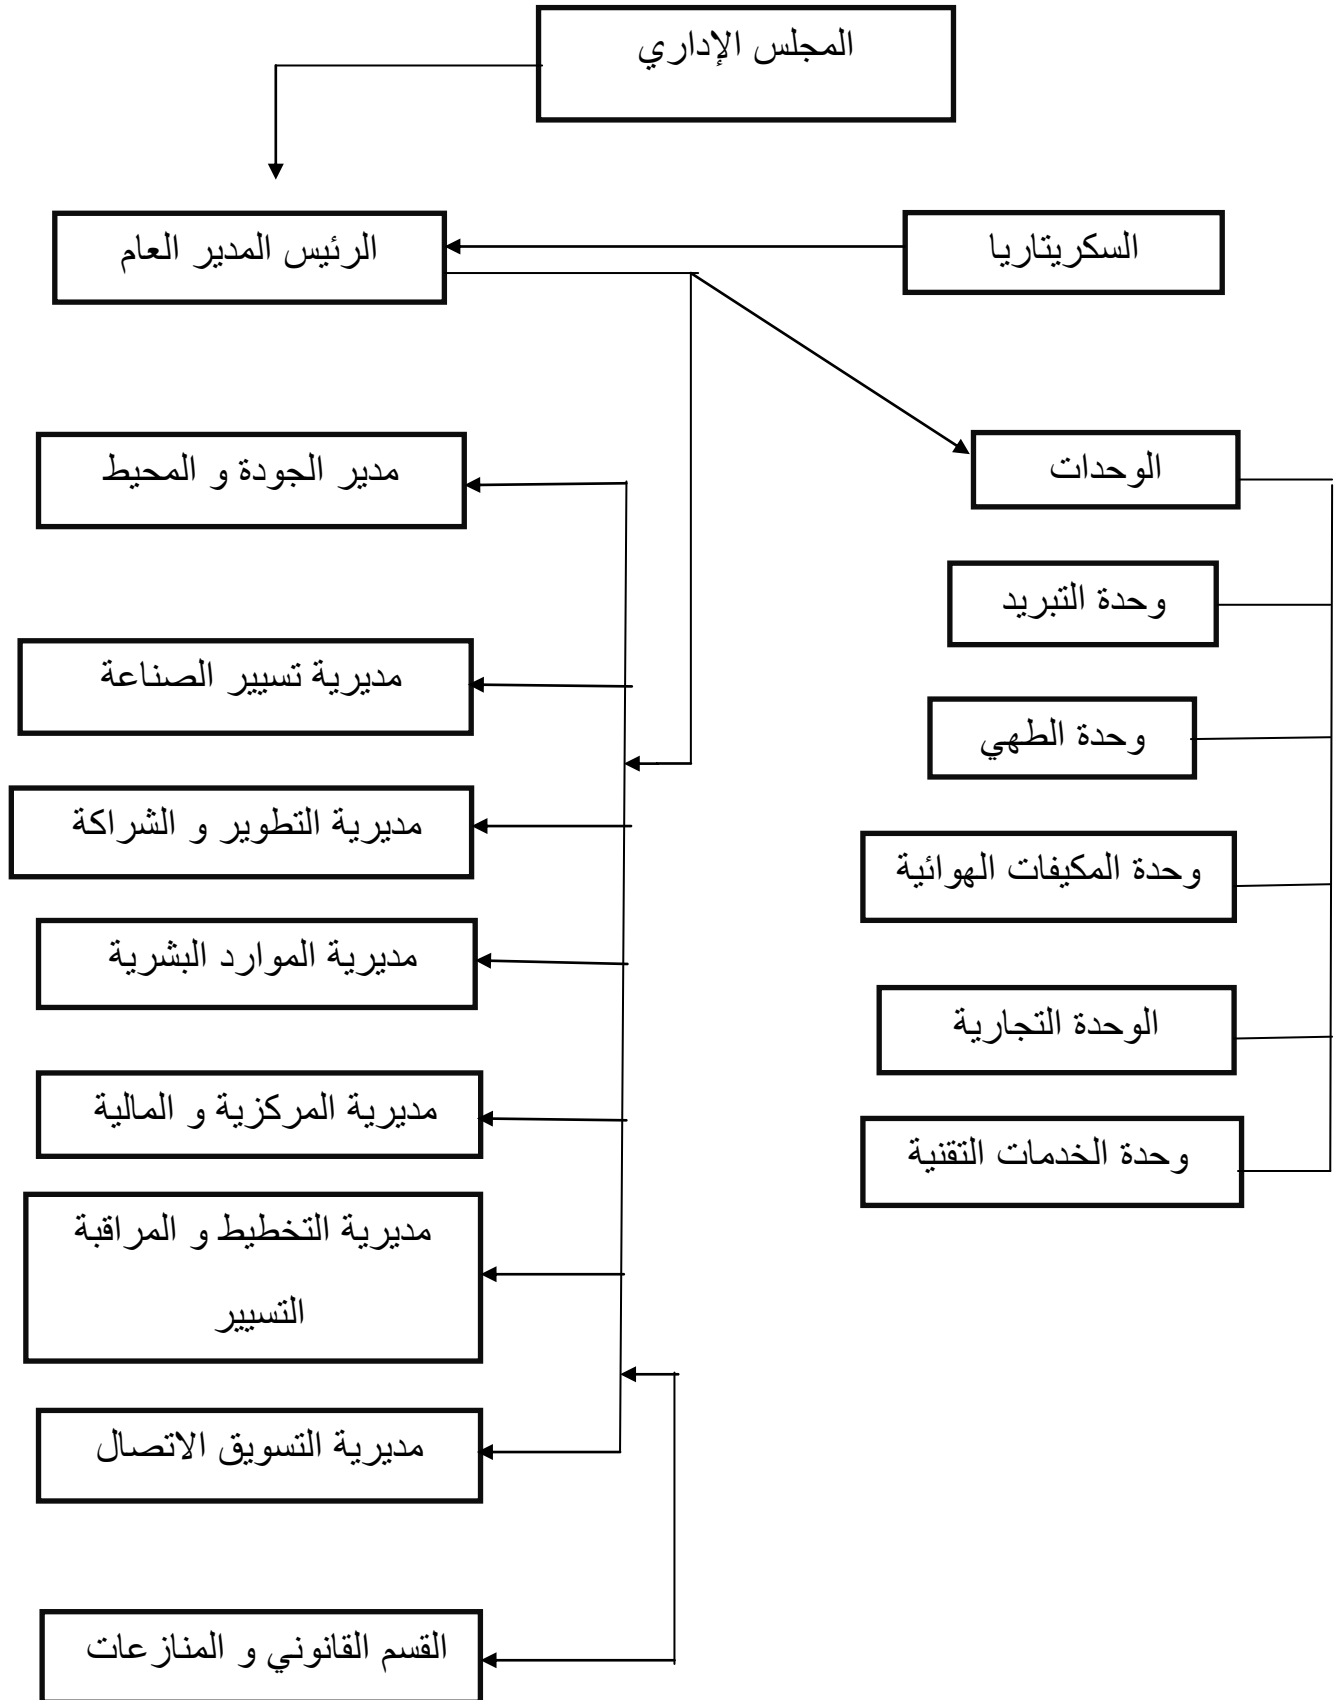 المجلس الإداري
السكريتاريا
الرئيس المدير العام
الوحدات
مدير الجودة و المحيط
وحدة التبريد
مديرية تسيير الصناعة
وحدة الطهي
مديرية التطوير و الشراكة
وحدة المكيفات الهوائية
مديرية الموارد البشرية
الوحدة التجارية
مديرية المركزية و المالية
وحدة الخدمات التقنية
مديرية التخطيط و المراقبة
التسيير
مديرية التسويق الاتصال
القسم القانوني و المنازعات